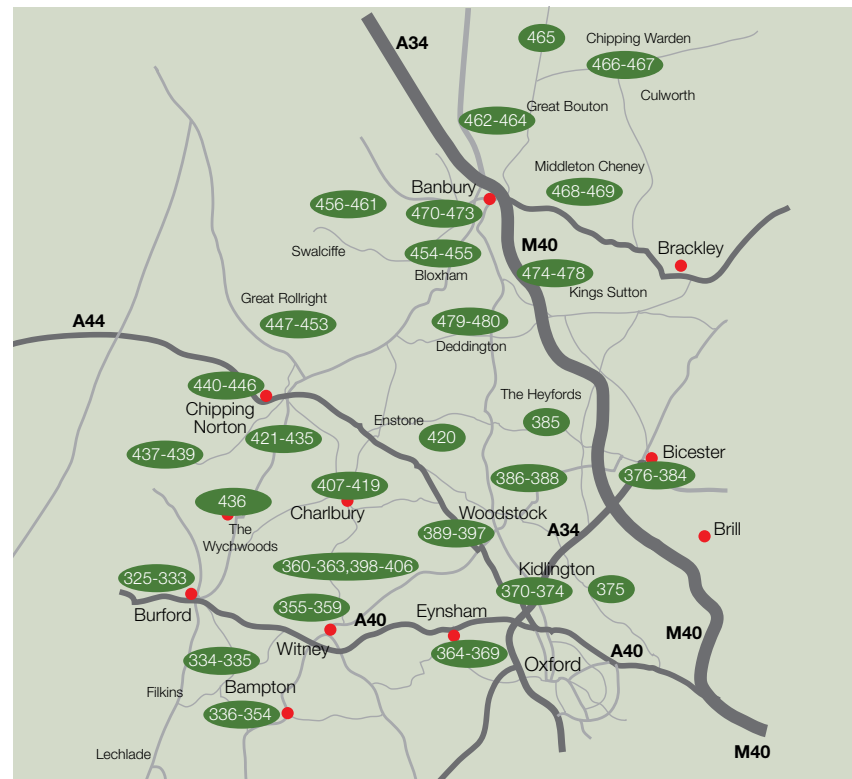 465
Chipping Warden
A34
466-467
Culworth
Great Bouton
462-464
Middleton Cheney
Banbury
468-469
456-461
470-473
M40
Swalciffe
454-455
Brackley
Bloxham
474-478
Kings Sutton
Great Rollright
447-453
479-480
A44
Deddington
440-446
The Heyfords
Chipping
Norton
Enstone
385
421-435
420
437-439
Bicester
376-384
386-388
407-419
436
Charlbury
Woodstock
The
Wychwoods
389-397
A34
Brill
360-363,398-406
Kidlington
325-333
370-374
375
355-359
Burford
A40
Eynsham
M40
Witney
364-369
A40
334-335
Oxford
Filkins
Bampton
336-354
Lechlade
M40